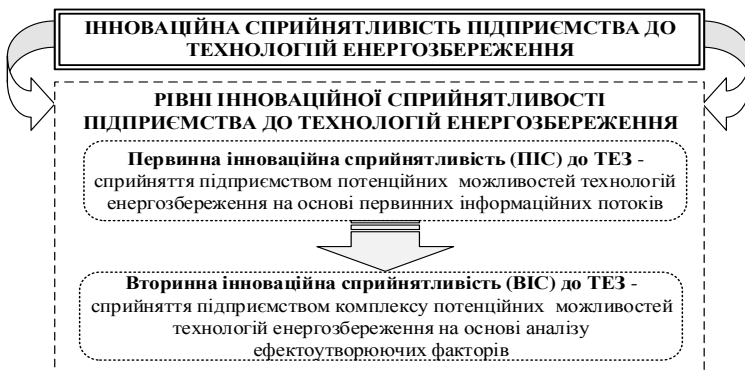 ІННОВАЦІЙНА СПРИЙНЯТЛИВІСТЬ ПІДПРИЄМСТВА ДО
ТЕХНОЛОГІЇЙ ЕНЕРГОЗБЕРЕЖЕННЯ
РІВНІ ІННОВАЦІЙНОЇ СПРИЙНЯТЛИВОСТІ
ПІДПРИЄМСТВА ДО ТЕХНОЛОГІЙ ЕНЕРГОЗБЕРЕЖЕННЯ
Первинна інноваційна сприйнятливість (ПІС) до ТЕЗ -
сприйняття підприємством потенційних можливостей технологій
енергозбереження на основі первинних інформаційних потоків
Вторинна інноваційна сприйнятливість (ВІС) до ТЕЗ -
сприйняття підприємством комплексу потенційних можливостей
технологій енергозбереження на основі аналізу
ефектоутворюючих факторів